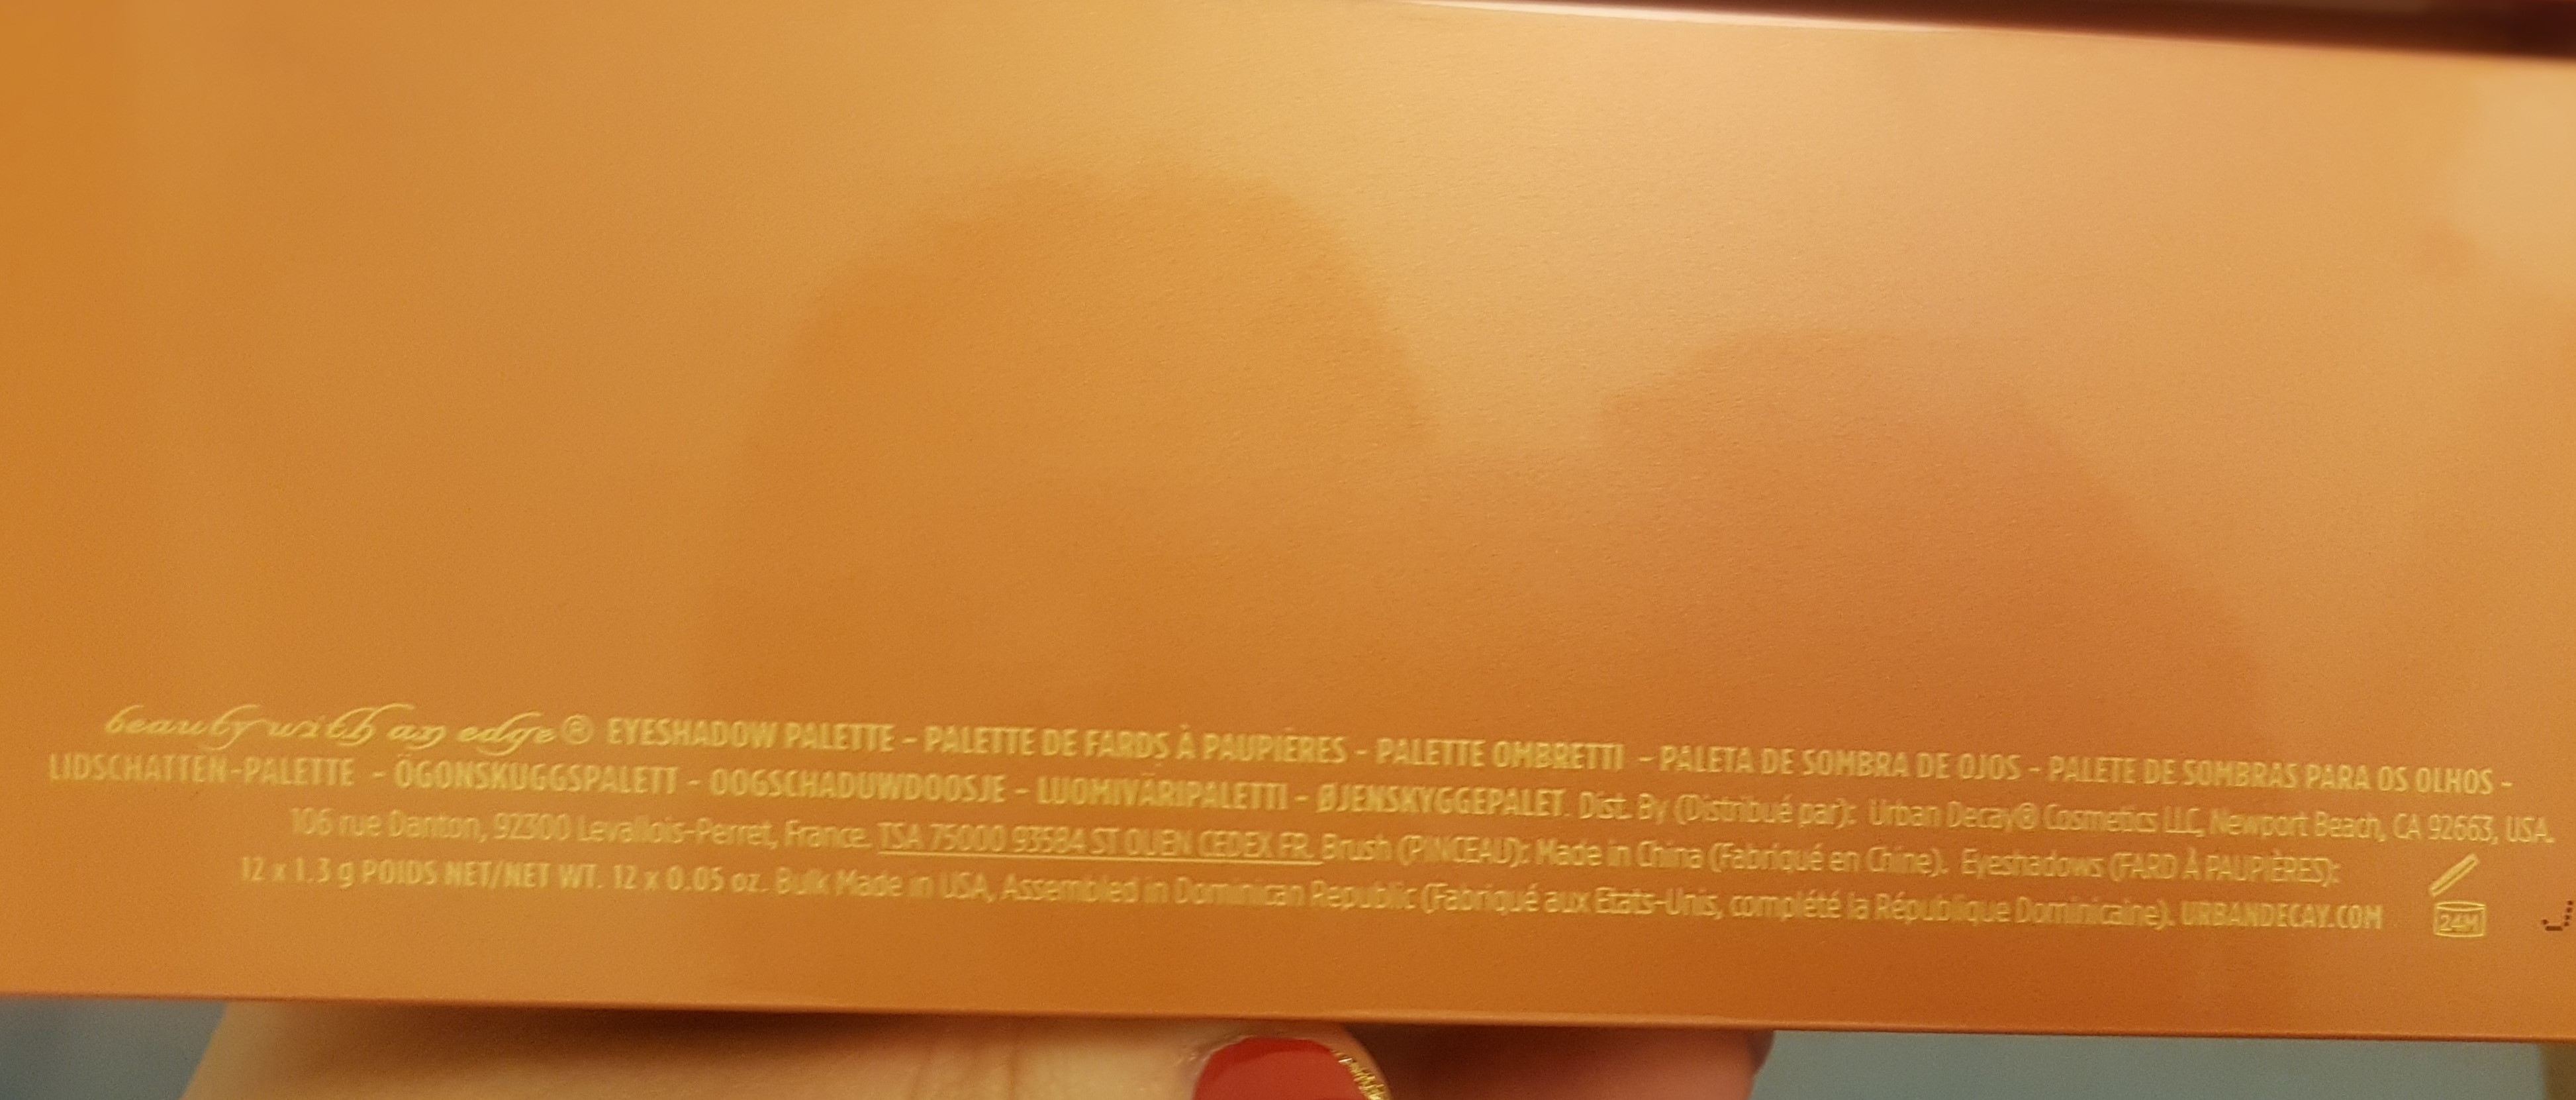 beauty with an edge® EYESHADOW PALETTE - PALETTE DE FARDS À PAUPIÈRES - PALETTE OMBRETTI - PALETA DE SOMBRA DE OJOS - PALETE DE SOMBRAS PARA OS OLHOS -
LIDSCHATTEN-PALETTE - ÖGONSKUGGSPALETT - OOGSCHADUWDOOSJE - LUOMIVÄRIPALETTI - ØJENSKYGGEPALET. Dist. By (Distribué par): Urban Decay® Cosmetics LLC, Newport Beach, CA 92663, USA.
106 rue Danton, 92300 Levallois-Perret, France. TSA 75000 93584 ST OUEN CEDEX FR. Brush (PINCEAU): Made in China (Fabriqué en Chine). Eyeshadows (FARD À PAUPIÈRES):
12 x 1.3 g POIDS NET/NET WT. 12 x 0.05 oz. Bulk Made in USA, Assembled in Dominican Republic (Fabriqué aux Etats-Unis, complété la République Dominicaine). URBANDECAY.COM
24M